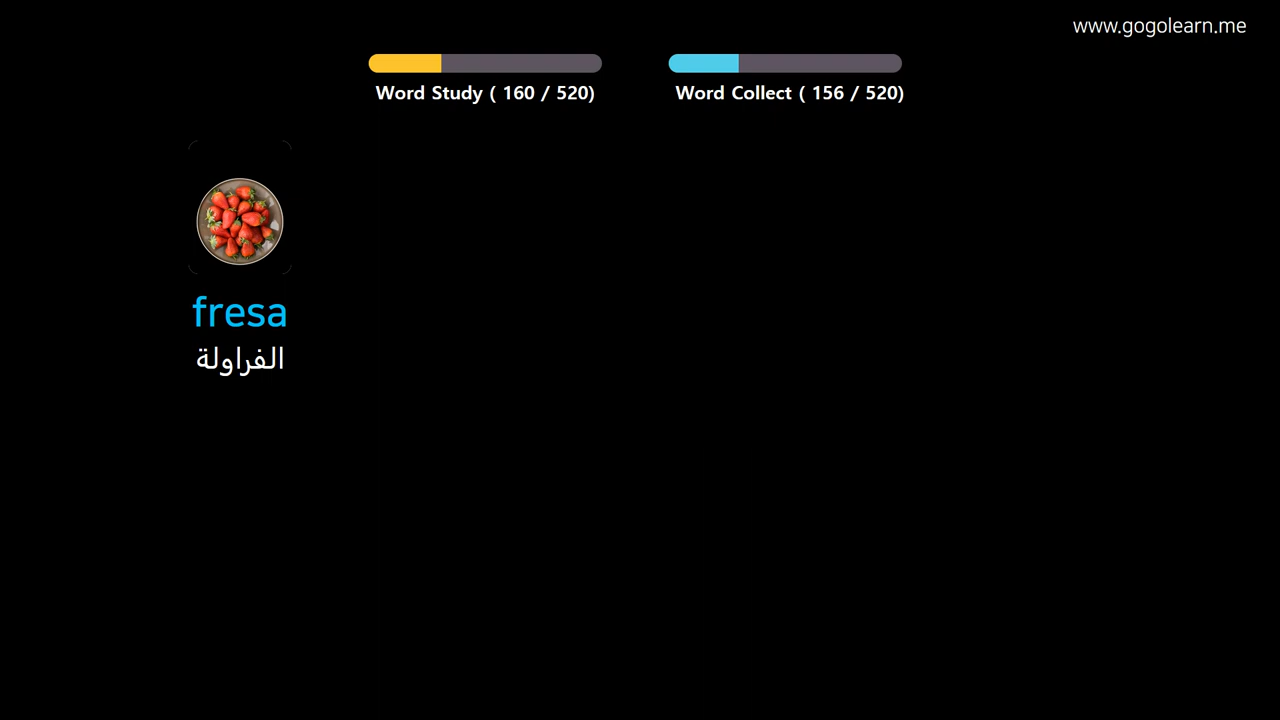 www.gogolearn.me
Word Study ( 160 / 520)
Word Collect ( 156 / 520)
fresa
الفراولة